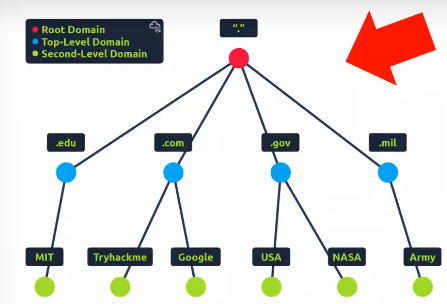 Root Domain
Top-Level Domain
Second-Level Domain
"."
.edu
.com
.gov
.mil
MIT
Tryhackme
Google
USA
NASA
Army